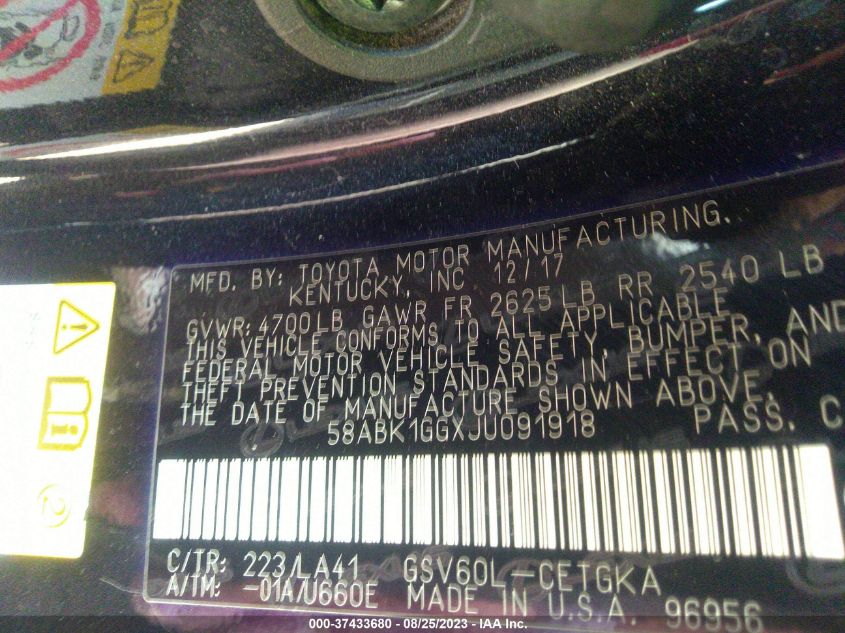 MFD. BY: TOYOTA MOTOR MANUFACTURING,
KENTUCKY, INC. 12/17
GVWR: 4700LB GAWR FR 2625LB RR 2540 LB
THIS VEHICLE CONFORMS TO ALL APPLICABLE
FEDERAL MOTOR VEHICLE SAFETY, BUMPER, AND
THEFT PREVENTION STANDARDS IN EFFECT ON
THE DATE OF MANUFACTURE SHOWN ABOVE.
58ABK1GGXJU091918 PASS. C
C/TR: 223/LA41 GSV60L-CETGKA
A/TM: -01A/U660E MADE IN U.S.A. 96956
2
000-37433680 - 08/25/2023 - IAA Inc.